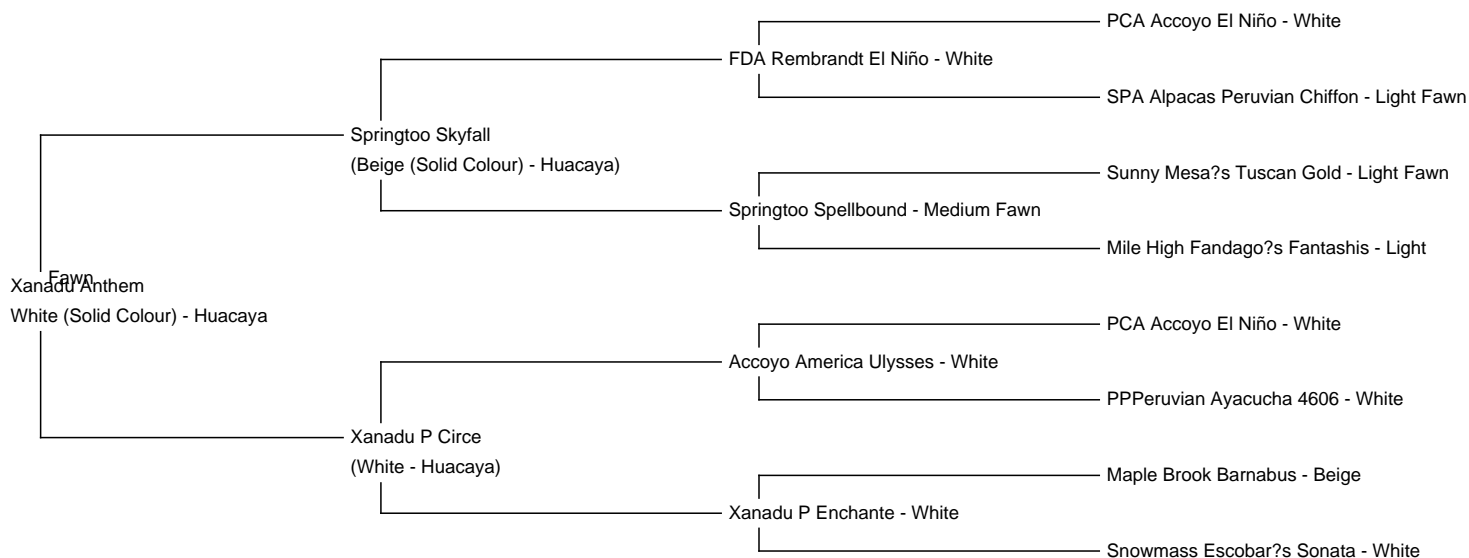 PCA Accoyo El Niño - White
FDA Rembrandt El Niño - White
SPA Alpacas Peruvian Chiffon - Light Fawn
Springtoo Skyfall
(Beige (Solid Colour) - Huacaya)
Sunny Mesa?s Tuscan Gold - Light Fawn
Springtoo Spellbound - Medium Fawn
Mile High Fandago?s Fantashis - Light
Fawn
Xanadu Anthem
White (Solid Colour) - Huacaya
PCA Accoyo El Niño - White
Accoyo America Ulysses - White
PPPeruvian Ayacucha 4606 - White
Xanadu P Circe
(White - Huacaya)
Maple Brook Barnabus - Beige
Xanadu P Enchante - White
Snowmass Escobar?s Sonata - White